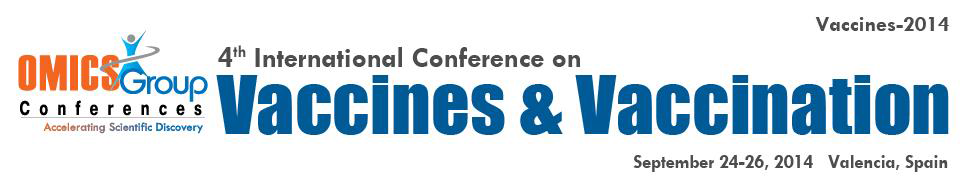 Vaccines-2014
OMICS Group
Conferences
Accelerating Scientific Discovery
4th International Conference on
Vaccines & Vaccination
September 24-26, 2014 Valencia, Spain